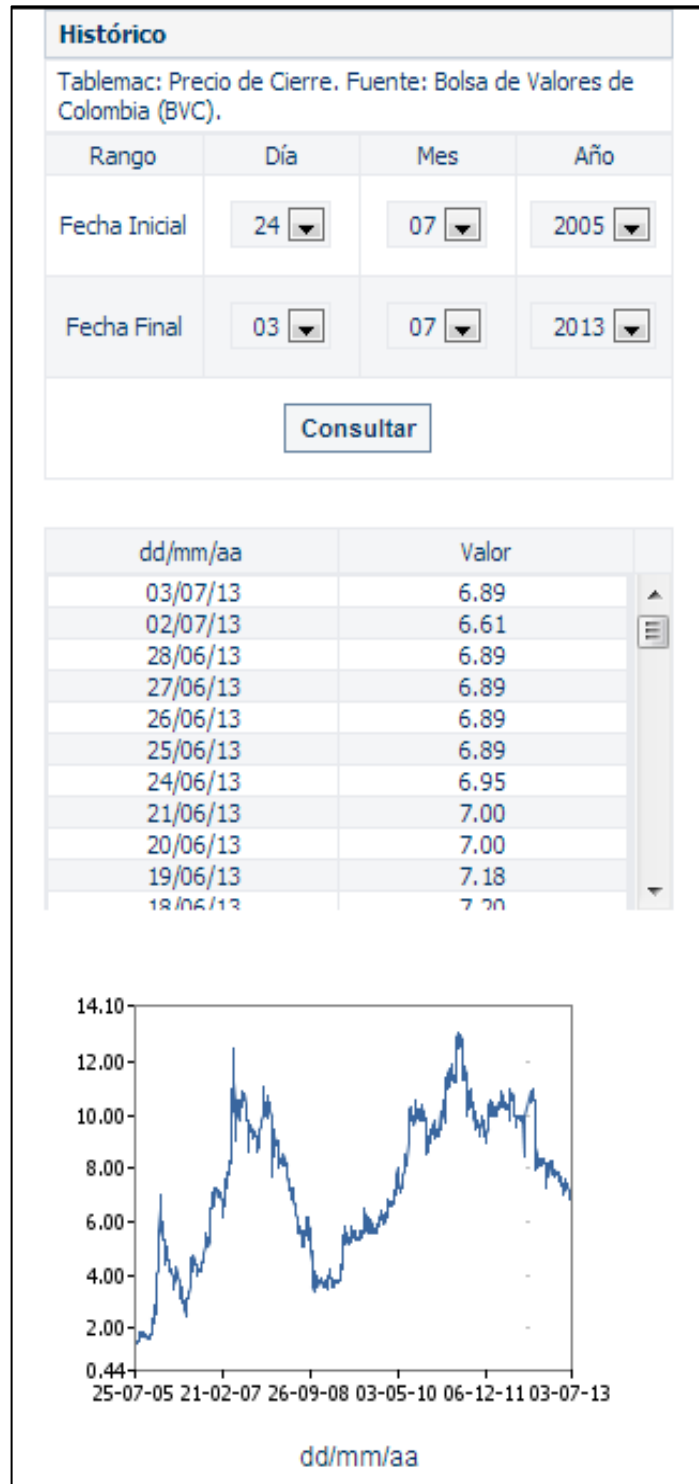 Histórico
Tablemac: Precio de Cierre. Fuente: Bolsa de Valores de
Colombia (BVC).
Rango Día Mes Año
Fecha Inicial 24 07 2005
Fecha Final 03 07 2013
Consultar
dd/mm/aa Valor
03/07/13 6.89
02/07/13 6.61
28/06/13 6.89
27/06/13 6.89
26/06/13 6.89
25/06/13 6.89
24/06/13 6.95
21/06/13 7.00
20/06/13 7.00
19/06/13 7.18
18/06/13 7.20
14.10
12.00
10.00
8.00
6.00
4.00
2.00
0.44
25-07-05 21-02-07 26-09-08 03-05-10 06-12-11 03-07-13
dd/mm/aa